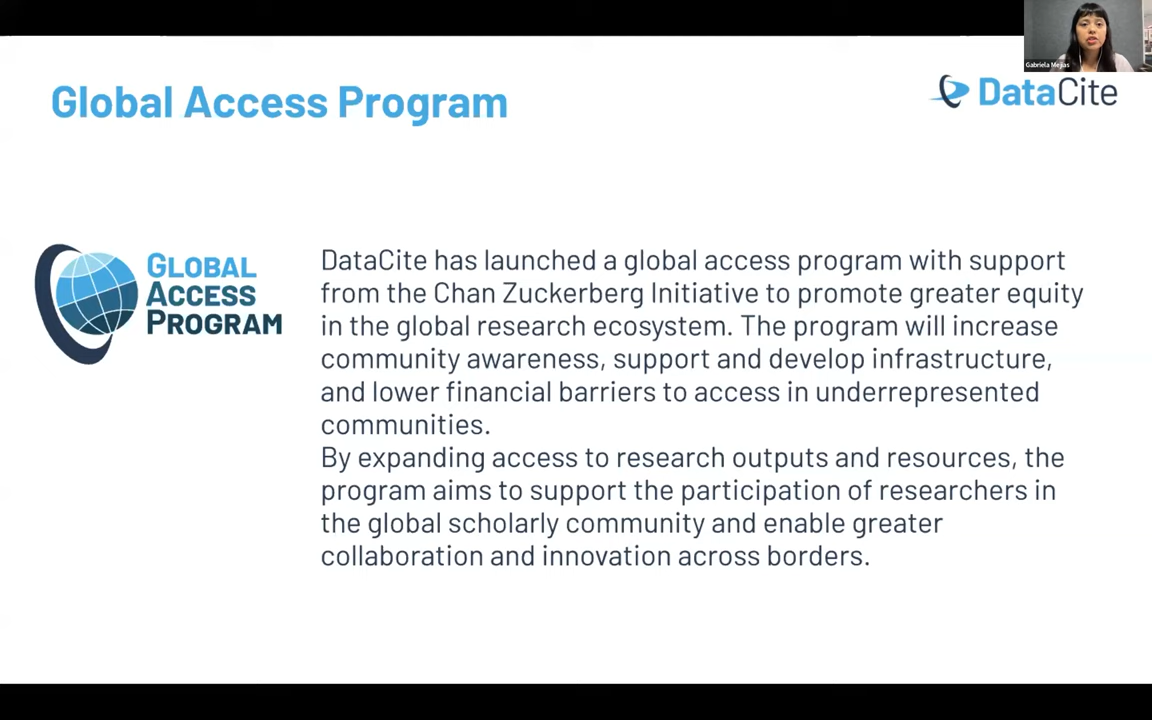 Gabriela Mejías
Global Access Program
DataCite
GLOBAL
ACCESS
PROGRAM
DataCite has launched a global access program with support
from the Chan Zuckerberg Initiative to promote greater equity
in the global research ecosystem. The program will increase
community awareness, support and develop infrastructure,
and lower financial barriers to access in underrepresented
communities.
By expanding access to research outputs and resources, the
program aims to support the participation of researchers in
the global scholarly community and enable greater
collaboration and innovation across borders.